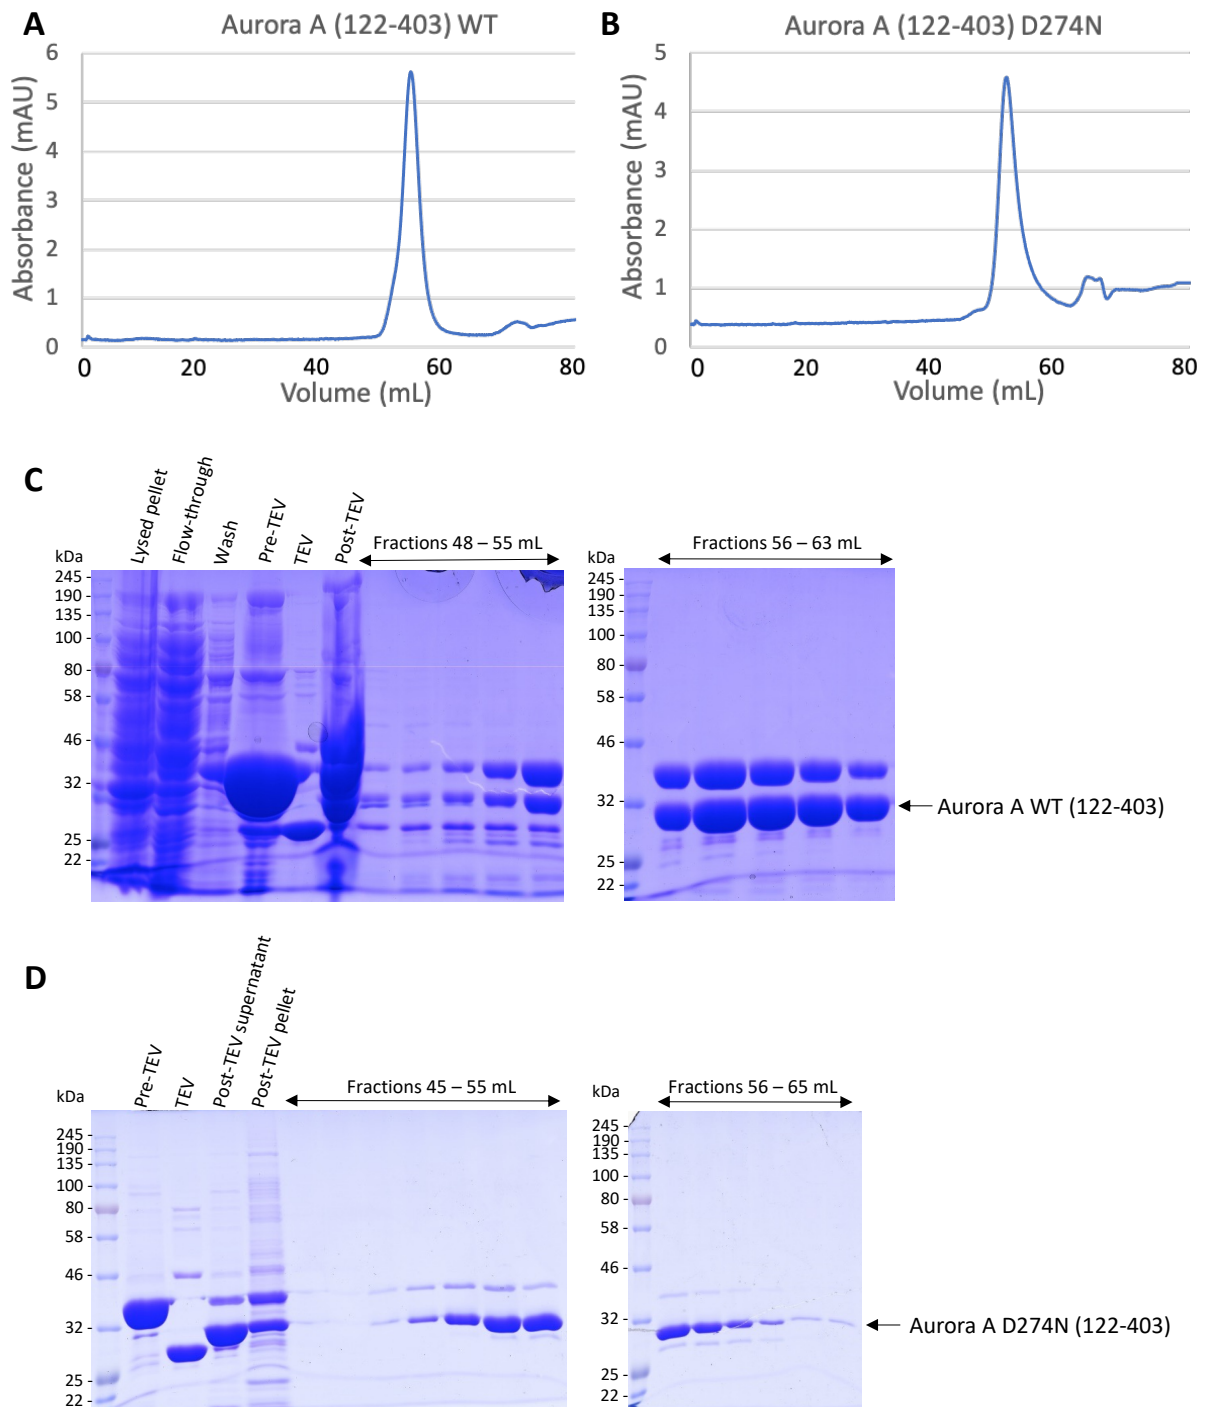 A
Aurora A (122-403) WT
6
5
4
3
2
1
0
Absorbance (mAU)
0 20 40 60 80
Volume (mL)
B
Aurora A (122-403) D274N
5
4
3
2
1
0
Absorbance (mAU)
0 20 40 60 80
Volume (mL)
C
Lysed pellet
Flow-through
Wash
Pre-TEV
TEV
Post-TEV
Fractions 48 – 55 mL
kDa
245 -
190 -
135 -
100 -
80 -
58 -
46 -
32 -
25 -
22 -
Fractions 56 – 63 mL
kDa
245 -
190 -
135 -
100 -
80 -
58 -
46 -
32 -
25 -
22 -
Aurora A WT (122-403)
D
Pre-TEV
TEV
Post-TEV supernatant
Post-TEV pellet
Fractions 45 – 55 mL
kDa
245 -
190 -
135 -
100 -
80 -
58 -
46 -
32 -
25 -
22 -
Fractions 56 – 65 mL
kDa
245 -
190 -
135 -
100 -
80 -
58 -
46 -
32 -
25 -
22 -
Aurora A D274N (122-403)